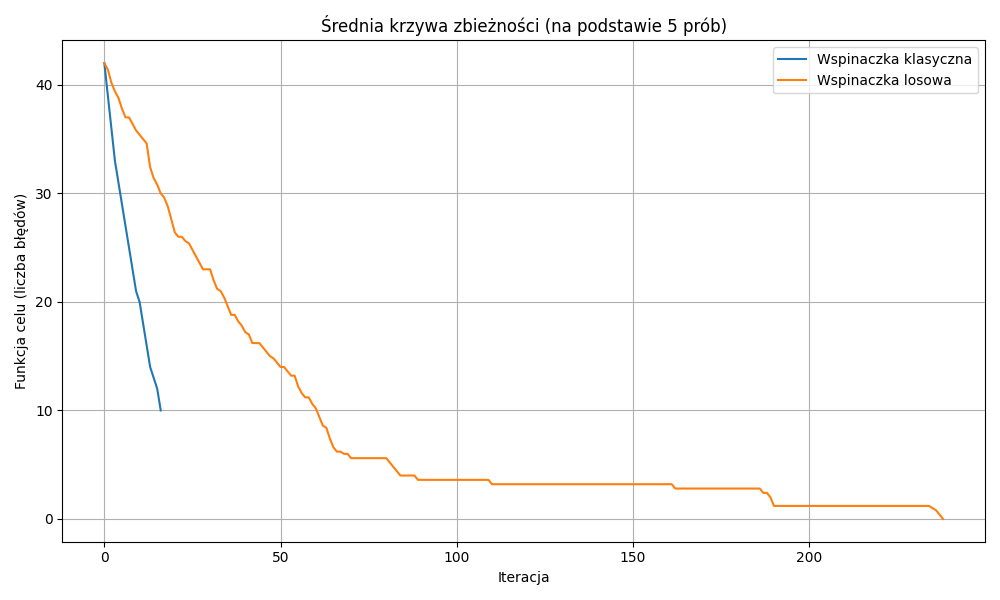 Średnia krzywa zbieżności (na podstawie 5 prób)
Wspinaczka klasyczna
Wspinaczka losowa
Funkcja celu (liczba błędów)
40
30
20
10
0
0 50 100 150 200
Iteracja